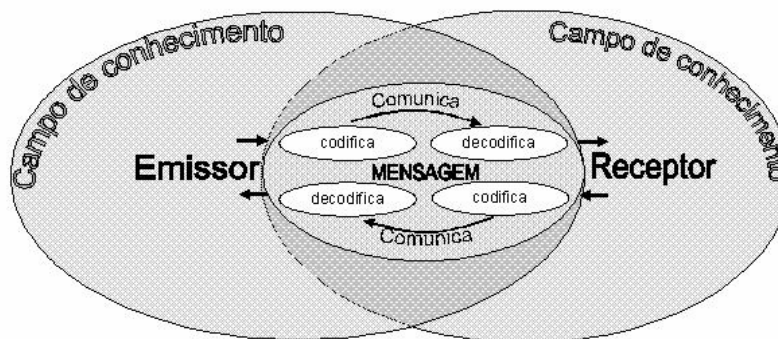 Campo de conhecimento
Campo de conhecimento
Comunica
codifica
decodifica
Emissor
MENSAGEM
Receptor
decodifica
codifica
Comunica